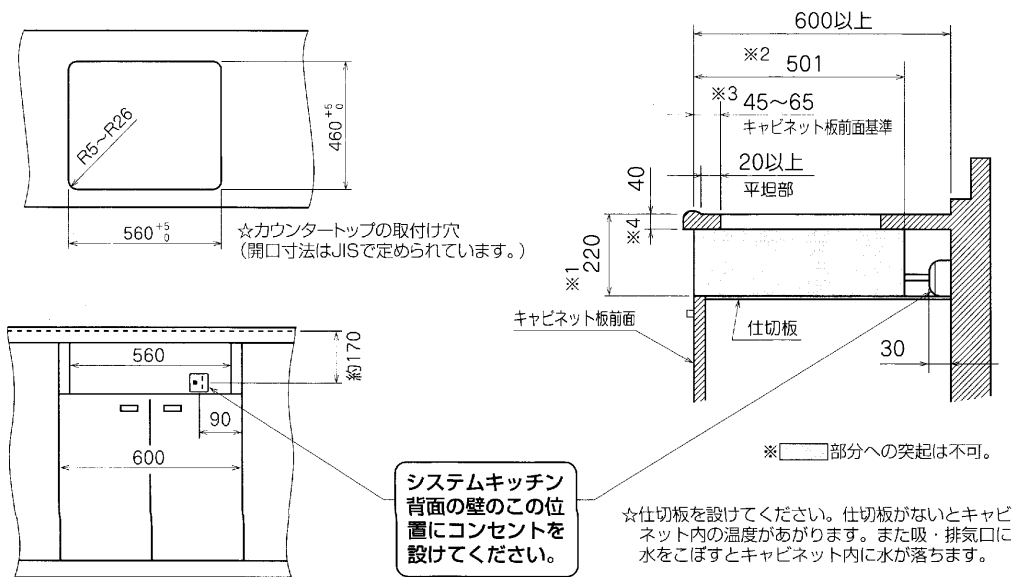 600以上
※2
501
※3 45～65
キャビネット板前面基準
20以上
平坦部
40
※4
※1
220
30
キャビネット板前面
仕切板
R5～R26
460 +5 0
560 +5 0
☆カウンタートップの取付け穴
(開口寸法はJISで定められています。)
560
約170
90
600
システムキッチン
背面の壁のこの位
置にコンセントを
設けてください。
※　　部分への突起は不可。
☆仕切板を設けてください。仕切板がないとキャビ
ネット内の温度があがります。また吸・排気口に
水をこぼすとキャビネット内に水が落ちます。